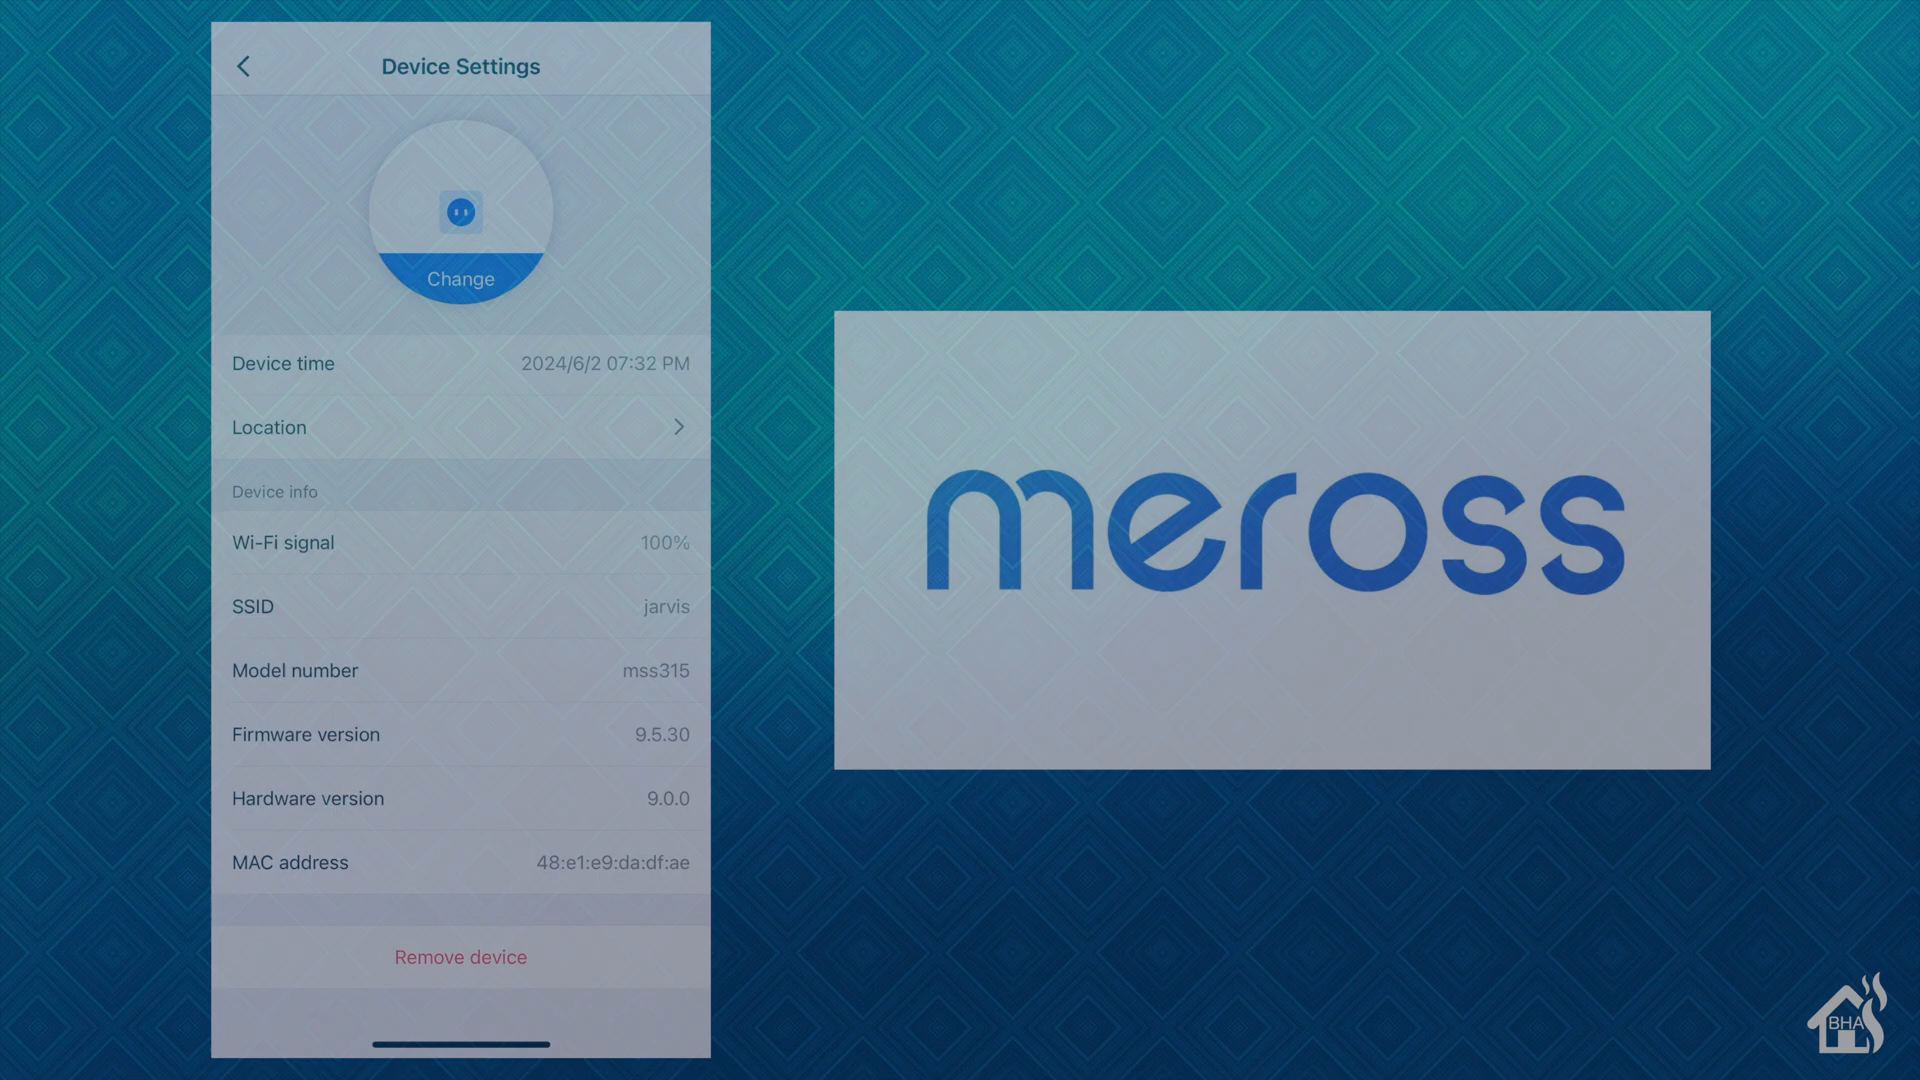 Device Settings
Change
Device time 2024/6/2 07:32 PM
Location
Device info
Wi-Fi signal 100%
SSID jarvis
Model number mss315
Firmware version 9.5.30
Hardware version 9.0.0
MAC address 48:e1:e9:da:df:ae
Remove device
meross
BHA